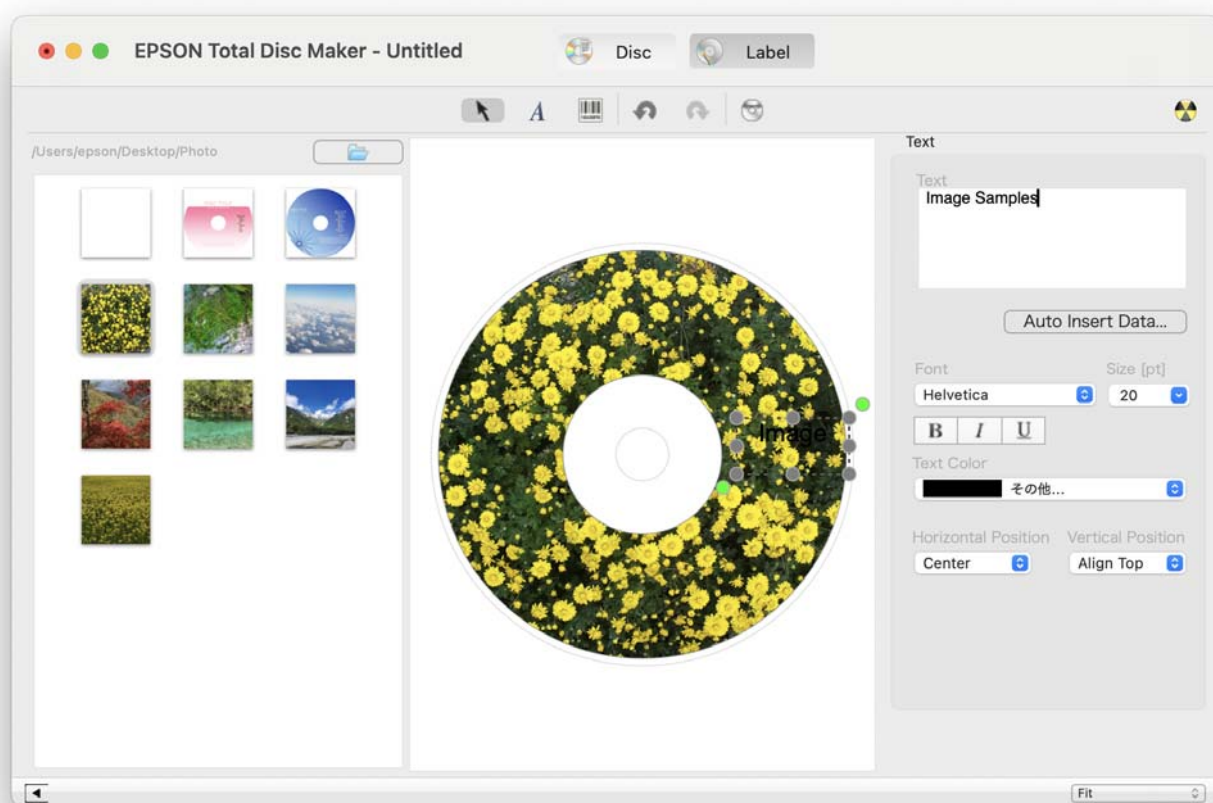 EPSON Total Disc Maker - Untitled
Disc
Label
A
/Users/epson/Desktop/Photo
Text
Text
Image Samples
Auto Insert Data...
Font
Size [pt]
Helvetica
20
B I U
Text Color
その他...
Horizontal Position
Vertical Position
Center
Align Top
Image
Fit